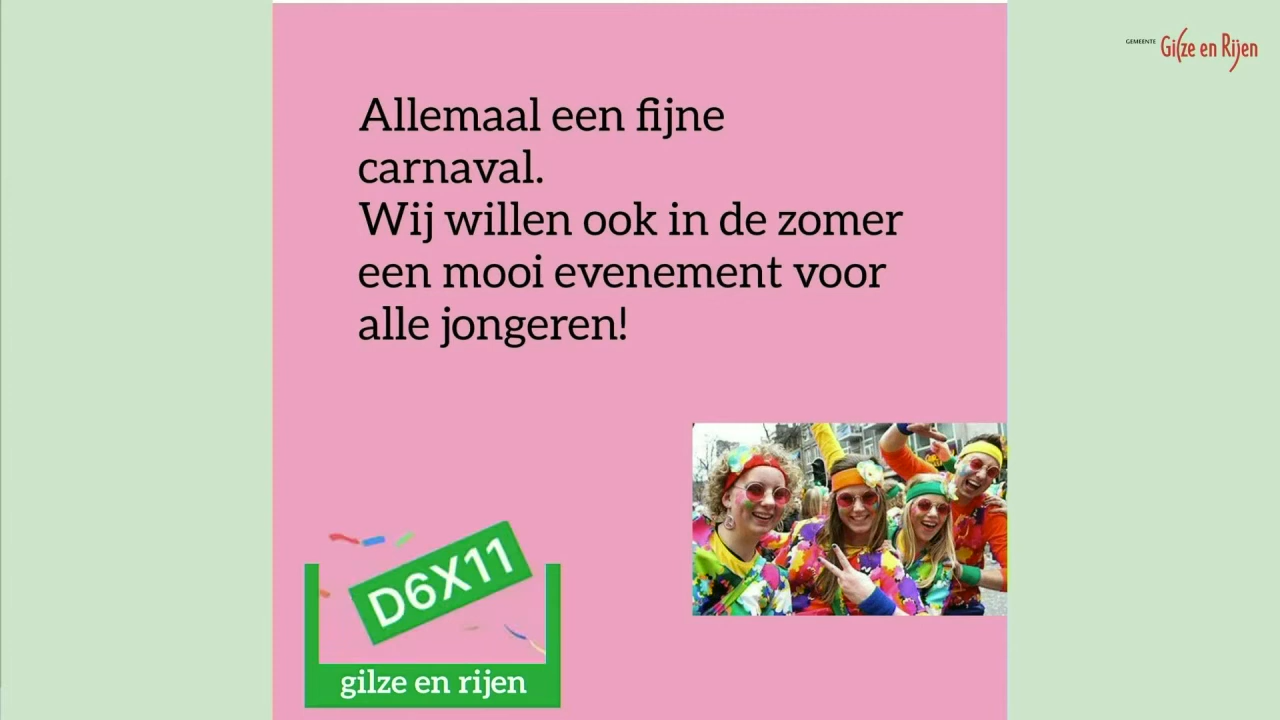 GEMEENTE Gilze en Rijen
Allemaal een fijne
carnaval.
Wij willen ook in de zomer
een mooi evenement voor
alle jongeren!
D6X11
gilze en rijen